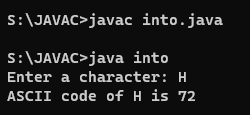 S:\JAVAC>javac into.java
S:\JAVAC>java into
Enter a character: H
ASCII code of H is 72